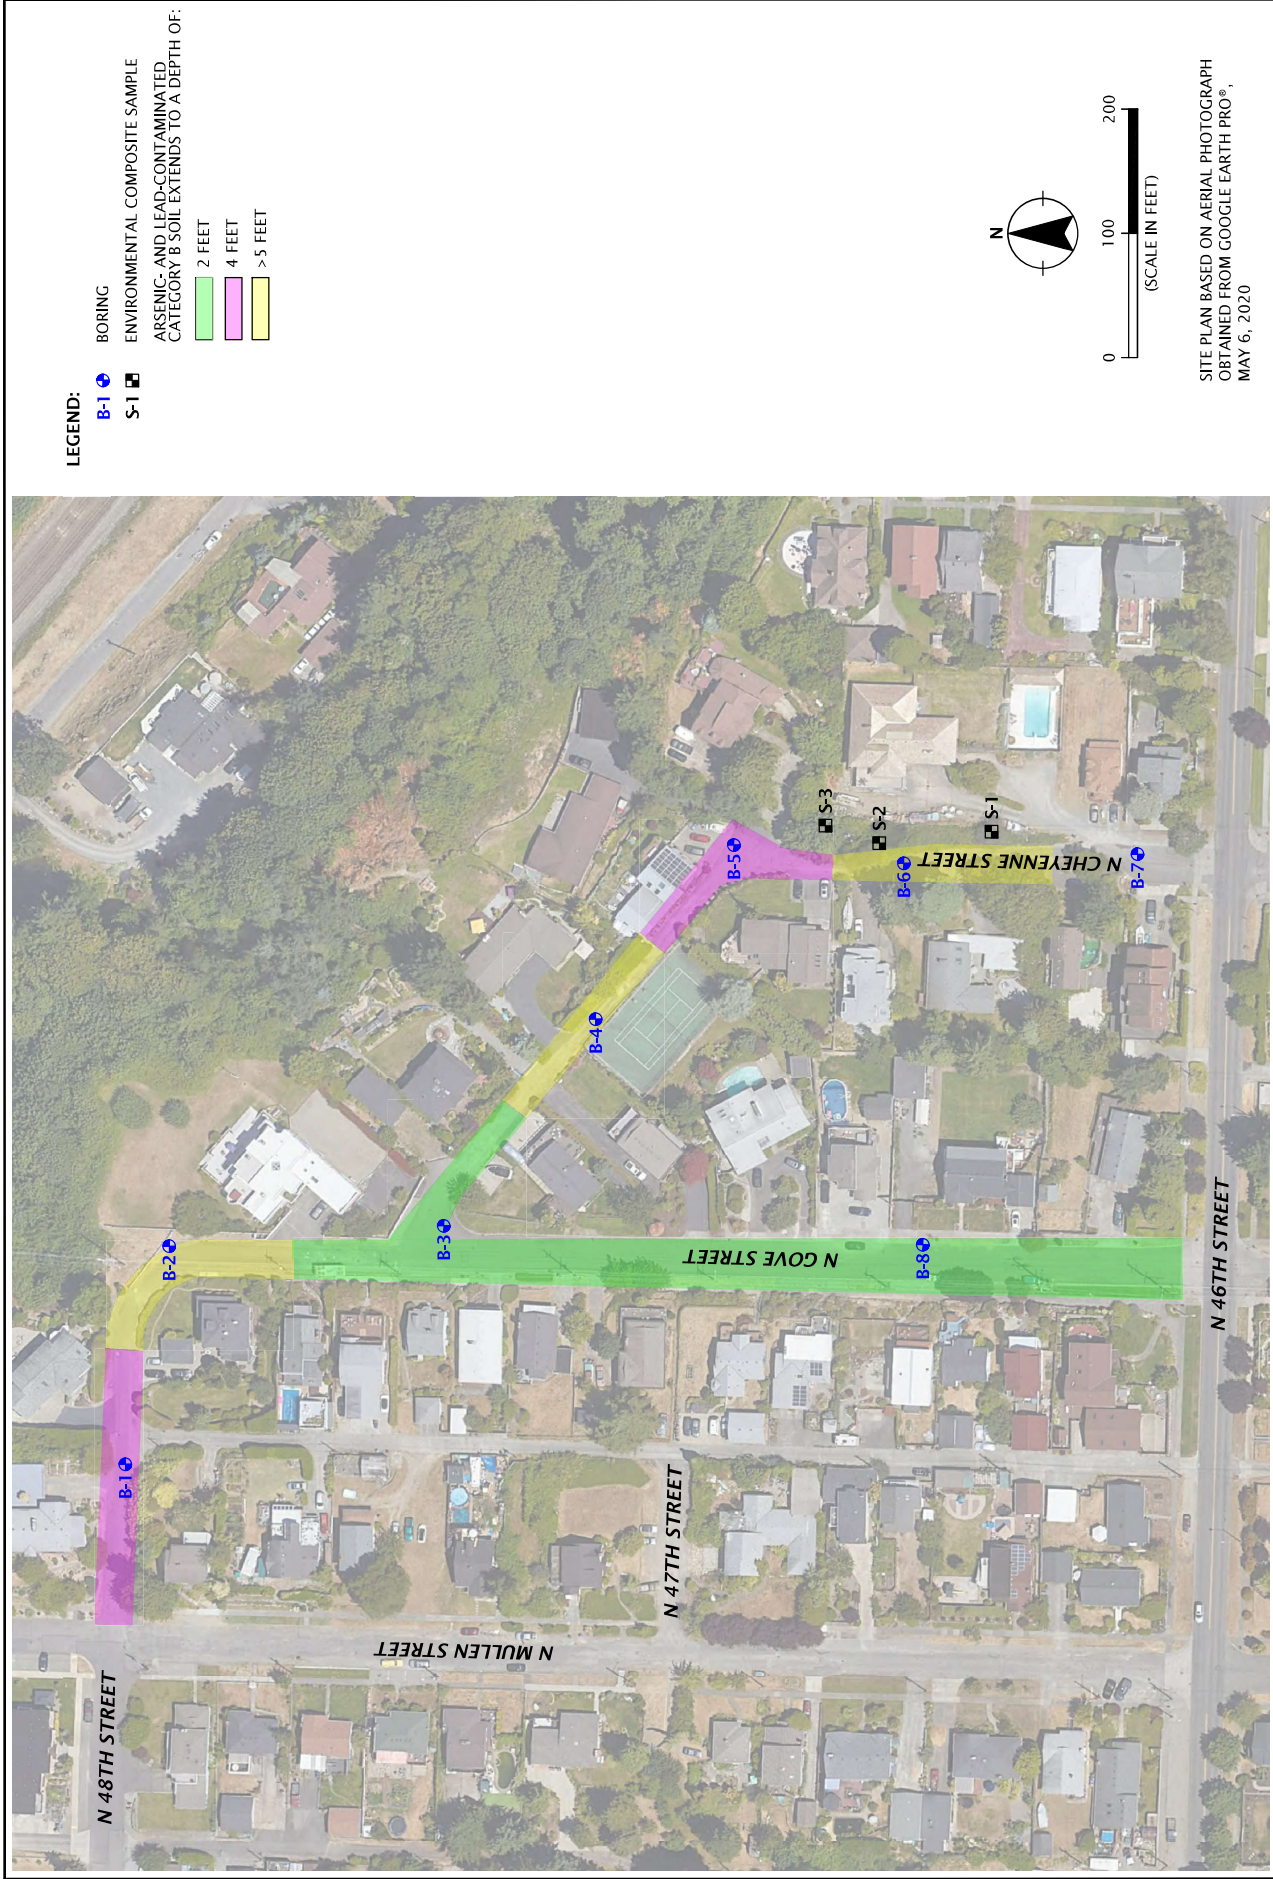 LEGEND:
B-1 BORING
S-1 ENVIRONMENTAL COMPOSITE SAMPLE
ARSENIC- AND LEAD-CONTAMINATED
CATEGORY B SOIL EXTENDS TO A DEPTH OF:
2 FEET
4 FEET
>5 FEET
N
0 100 200
(SCALE IN FEET)
SITE PLAN BASED ON AERIAL PHOTOGRAPH
OBTAINED FROM GOOGLE EARTH PRO®,
MAY 6, 2020
N 48TH STREET
B-1
B-2
N MULLEN STREET
B-3
B-4
N 47TH STREET
N GOVE STREET
B-5
S-3
S-2
B-6
B-8
S-1
N CHEYENNE STREET
B-7
N 46TH STREET